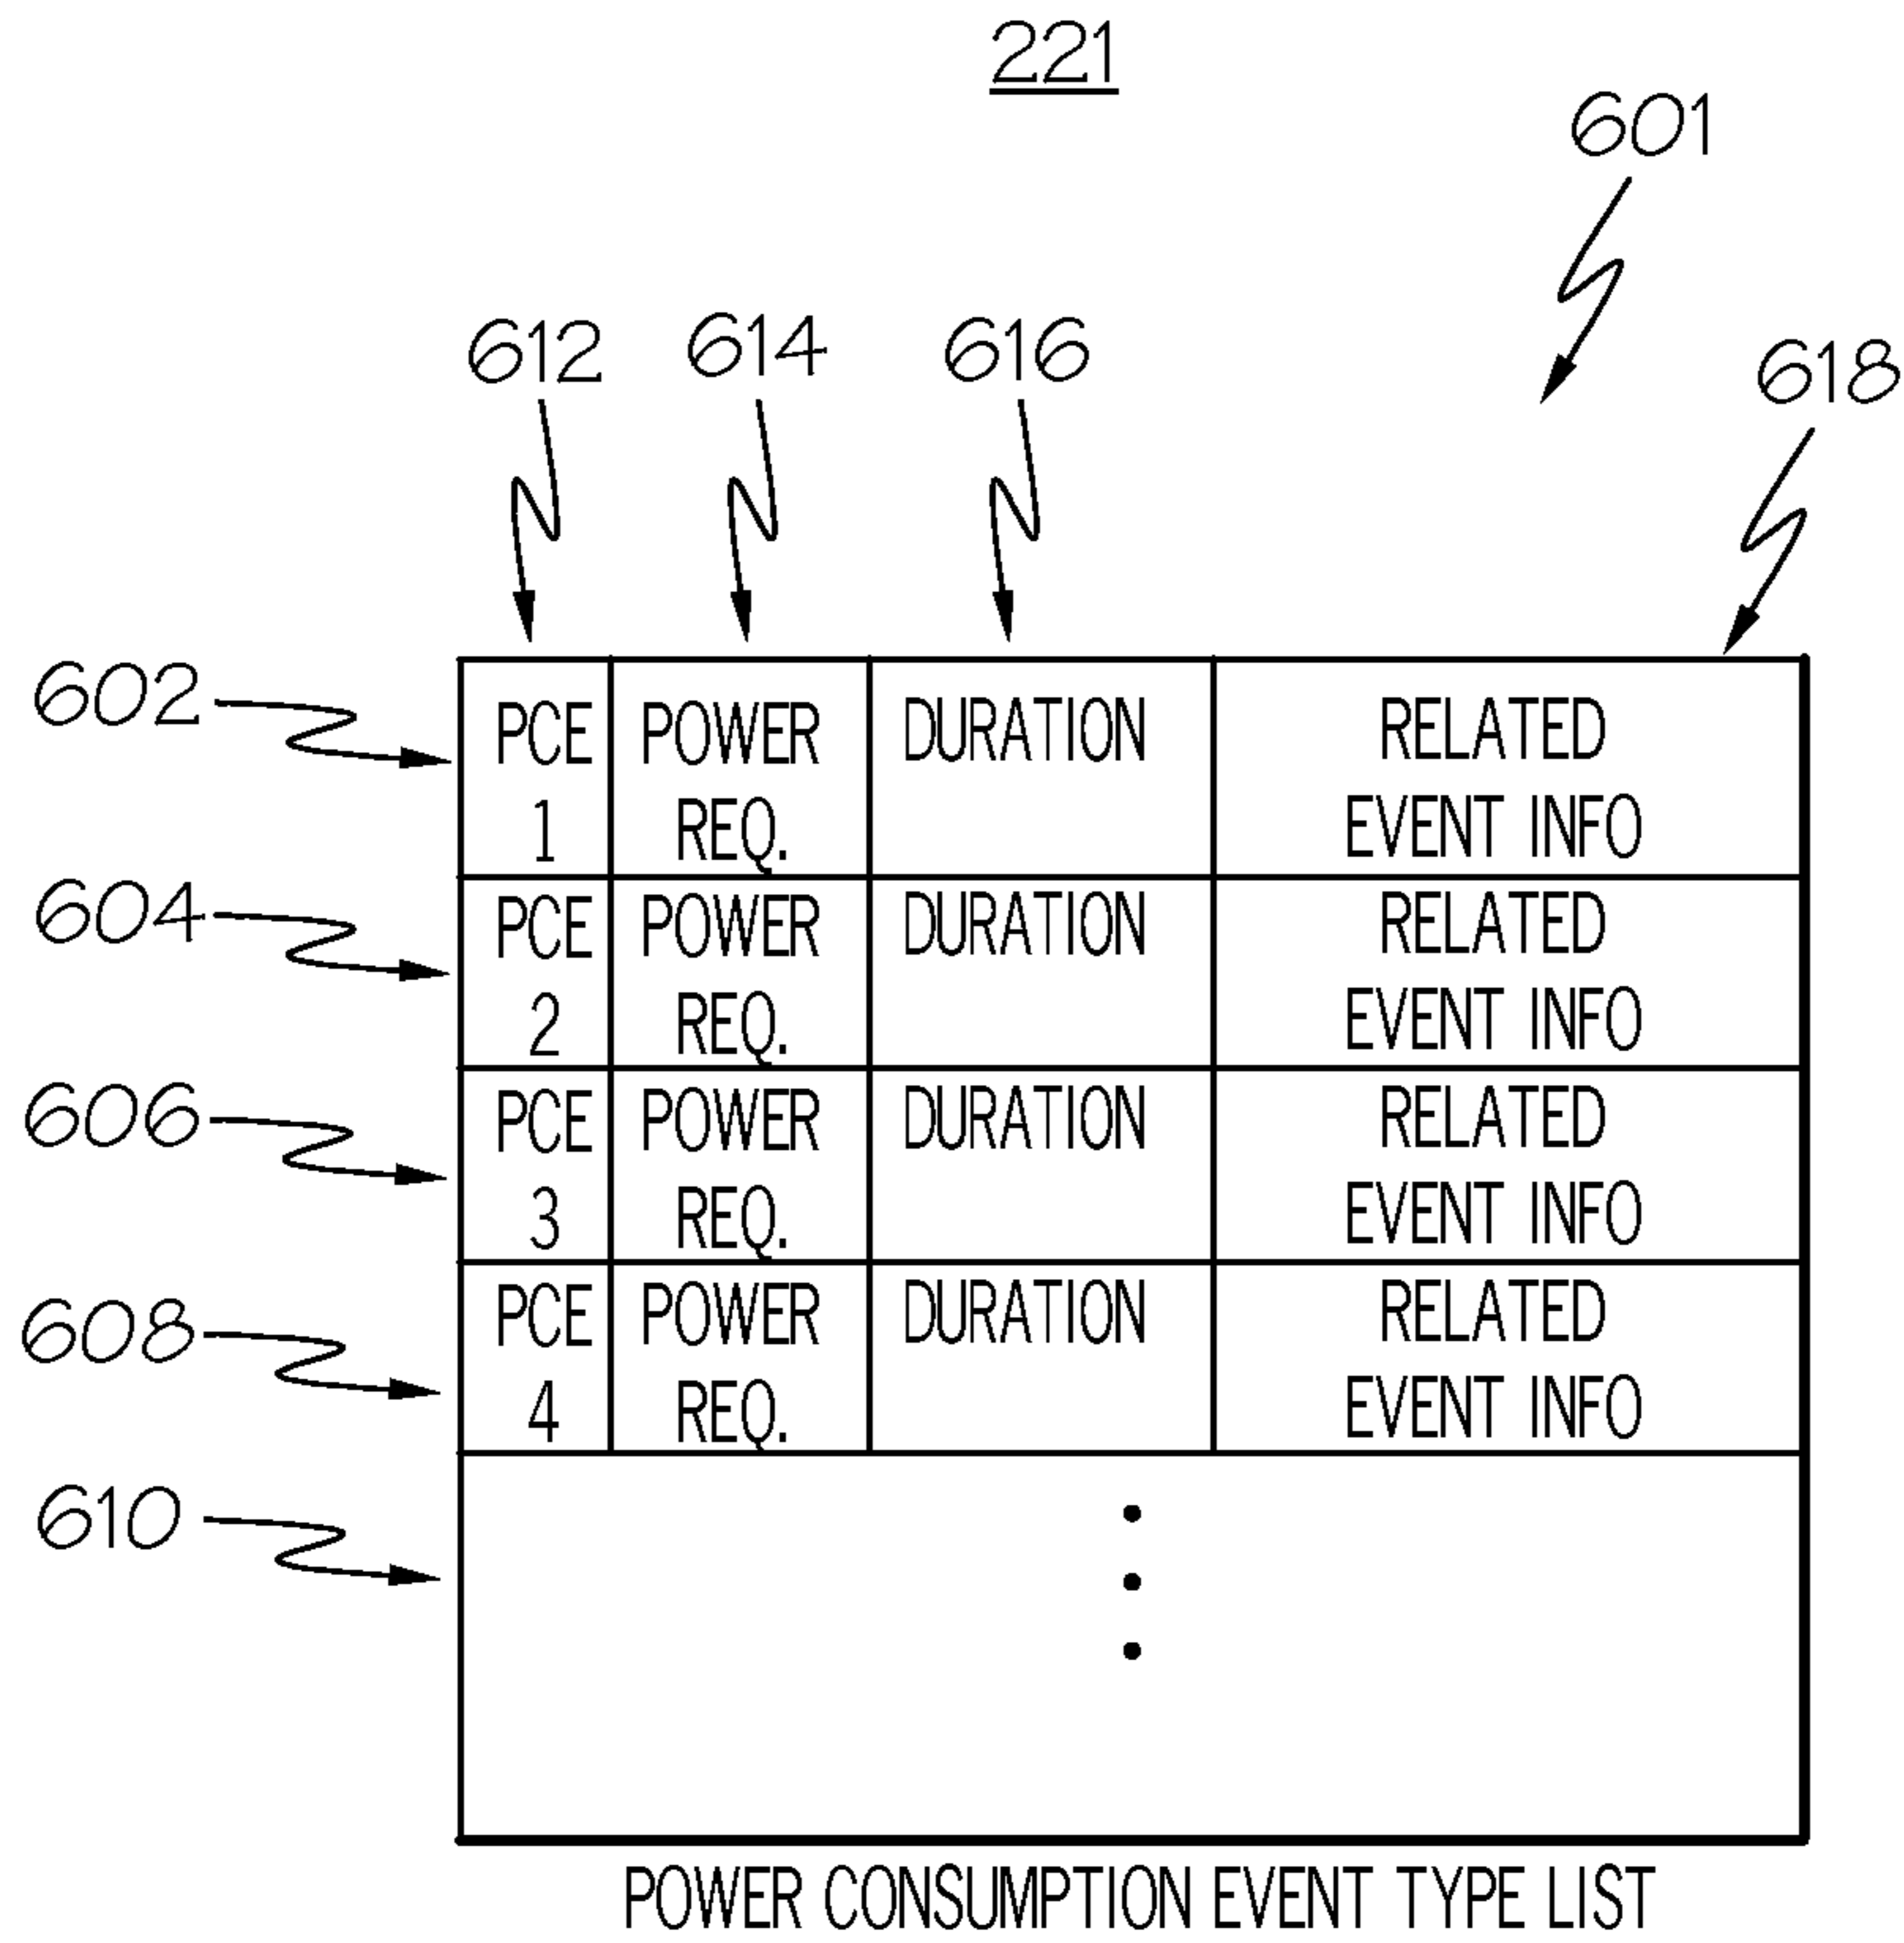 221
601
612 614 616 618
602 PCE POWER DURATION RELATED
1 REQ. EVENT INFO
604 PCE POWER DURATION RELATED
2 REQ. EVENT INFO
606 PCE POWER DURATION RELATED
3 REQ. EVENT INFO
608 PCE POWER DURATION RELATED
4 REQ. EVENT INFO
610
POWER CONSUMPTION EVENT TYPE LIST